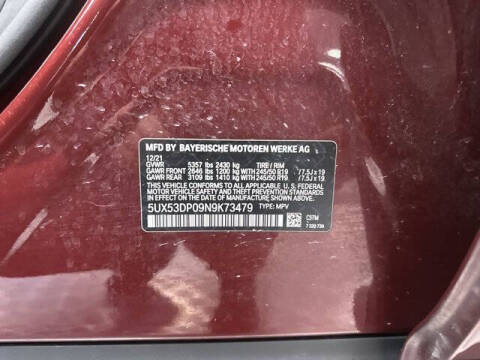 MFD BY BAYERISCHE MOTOREN WERKE AG
12/21
GVWR 5357 lbs 2430 kg TIRE / RIM
GAWR FRONT 2646 lbs 1200 kg WITH 245/50 R19 / 7.5J x 19
GAWR REAR 3109 lbs 1410 kg WITH 245/50 R19 / 7.5J x 19
THIS VEHICLE CONFORMS TO ALL APPLICABLE U. S. FEDERAL
MOTOR VEHICLE SAFETY STANDARDS IN EFFECT ON
THE DATE OF MANUFACTURE SHOWN ABOVE.
5UX53DP09N9K73479 TYPE: MPV
C57M